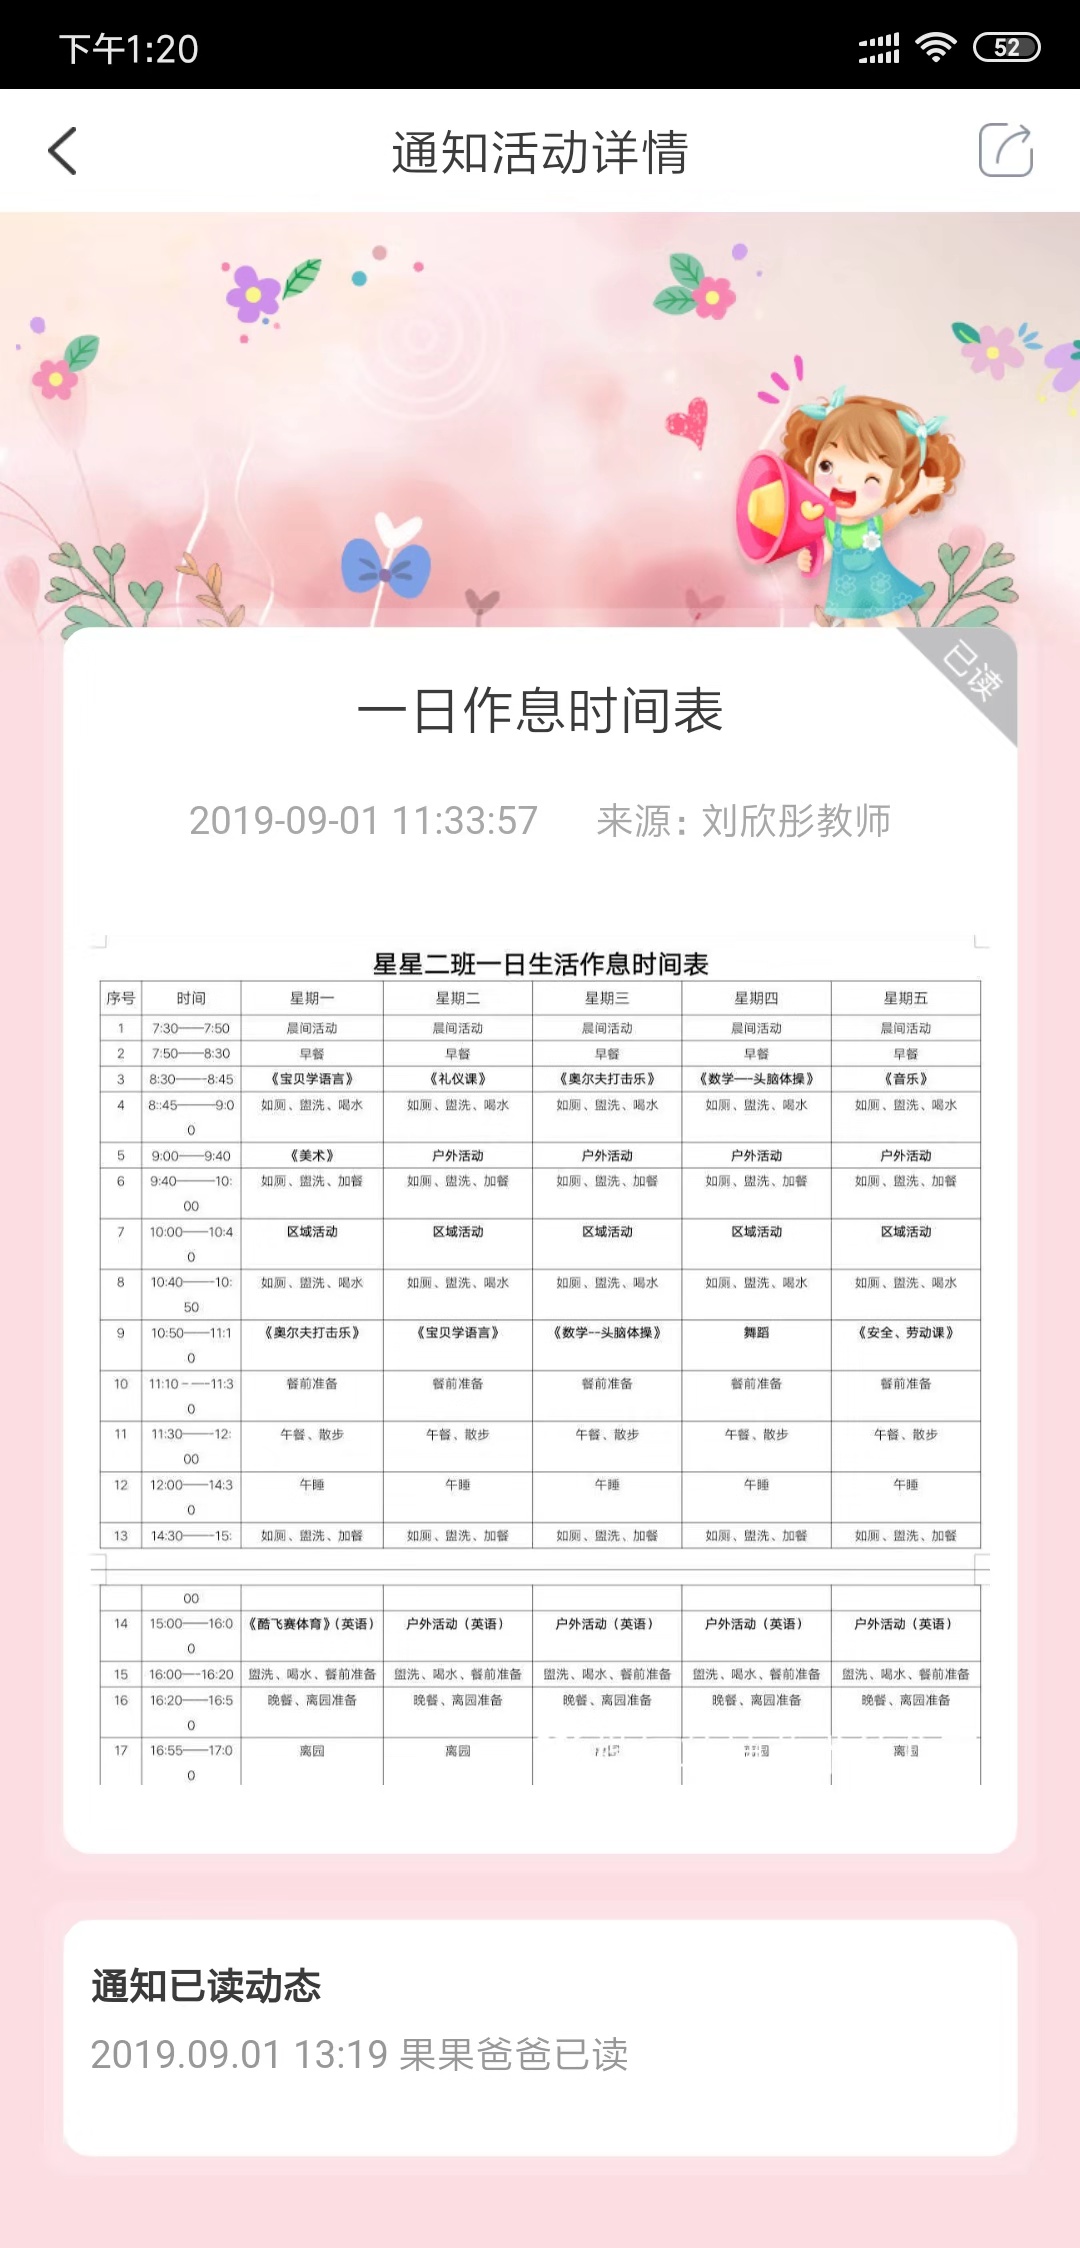 下午1:20
52
通知活动详情
已读
一日作息时间表
2019-09-01 11:33:57 来源：刘欣彤教师
星星二班一日生活作息时间表
序号 时间 星期一 星期二 星期三 星期四 星期五
1 7:30——7:50 晨间活动 晨间活动 晨间活动 晨间活动 晨间活动
2 7:50——8:30 早餐 早餐 早餐 早餐 早餐
3 8:30——-8:45 《宝贝学语言》 《礼仪课》 《奥尔夫打击乐》 《数学—-头脑体操》 《音乐》
4 8::45———9:0 如厕、盥洗、喝水 如厕、盥洗、喝水 如厕、盥洗、喝水 如厕、盥洗、喝水 如厕、盥洗、喝水
0
5 9:00——9:40 《美术》 户外活动 户外活动 户外活动 户外活动
6 9:40———10: 如厕、盥洗、加餐 如厕、盥洗、加餐 如厕、盥洗、加餐 如厕、盥洗、加餐 如厕、盥洗、加餐
00
7 10:00——10:4 区域活动 区域活动 区域活动 区域活动 区域活动
0
8 10:40——-10: 如厕、盥洗、喝水 如厕、盥洗、喝水 如厕、盥洗、喝水 如厕、盥洗、喝水 如厕、盥洗、喝水
50
9 10:50——11:1 《奥尔夫打击乐》 《宝贝学语言》 《数学--头脑体操》 舞蹈 《安全、劳动课》
0
10 11:10－-—11:3 餐前准备 餐前准备 餐前准备 餐前准备 餐前准备
0
11 11:30——-12: 午餐、散步 午餐、散步 午餐、散步 午餐、散步 午餐、散步
00
12 12:00——14:3 午睡 午睡 午睡 午睡 午睡
0
13 14:30——-15: 如厕、盥洗、加餐 如厕、盥洗、加餐 如厕、盥洗、加餐 如厕、盥洗、加餐 如厕、盥洗、加餐
00
14 15:00——16:0 《酷飞赛体育》（英语） 户外活动（英语） 户外活动（英语） 户外活动（英语） 户外活动（英语）
0
15 16:00—-16:20 盥洗、喝水、餐前准备 盥洗、喝水、餐前准备 盥洗、喝水、餐前准备 盥洗、喝水、餐前准备 盥洗、喝水、餐前准备
16 16:20——16:5 晚餐、离园准备 晚餐、离园准备 晚餐、离园准备 晚餐、离园准备 晚餐、离园准备
0
17 16:55——17:0 离园 离园 离园 离园 离园
0
通知已读动态
2019.09.01 13:19 果果爸爸已读